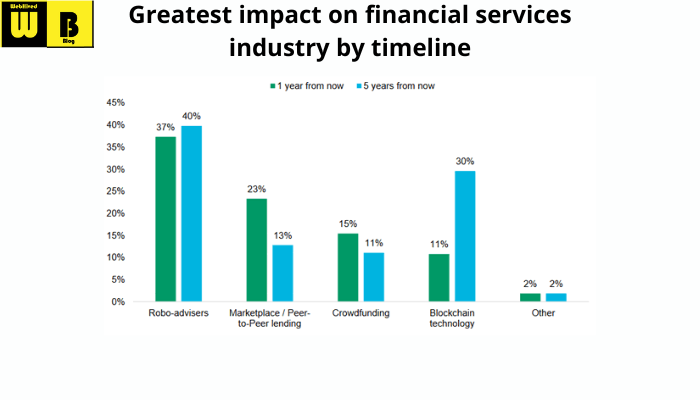 WebLived
W B
Blog
Greatest impact on financial services
industry by timeline
1 year from now 5 years from now
45%
40%
35%
30%
25%
20%
15%
10%
5%
0%
37% 40%
23% 13%
15% 11%
11% 30%
2% 2%
Robo-advisers
Marketplace / Peer-
to-Peer lending
Crowdfunding
Blockchain
technology
Other